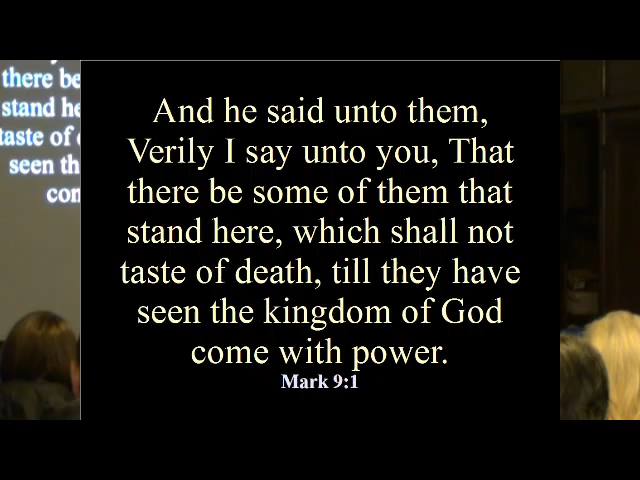 And he said unto them,
Verily I say unto you, That
there be some of them that
stand here, which shall not
taste of death, till they have
seen the kingdom of God
come with power.
Mark 9:1
there be
stand he
taste of
seen th
com